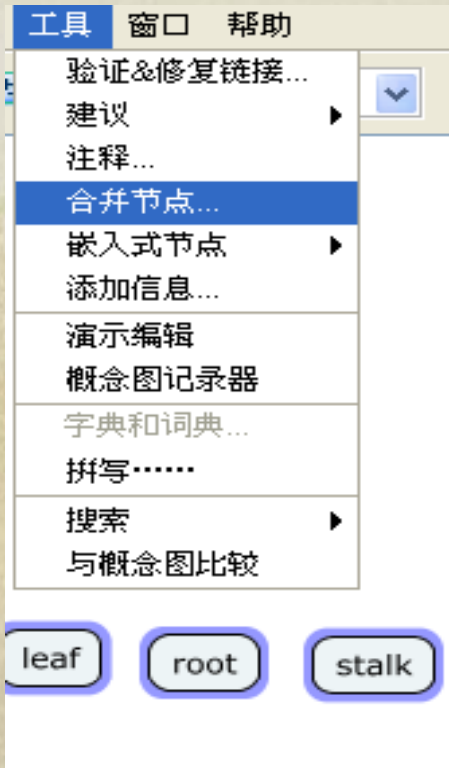 工具 窗口 帮助
验证&修复链接...
建议
注释...
合并节点...
嵌入式节点
添加信息...
演示编辑
概念图记录器
字典和词典...
拼写……
搜索
与概念图比较
leaf root stalk